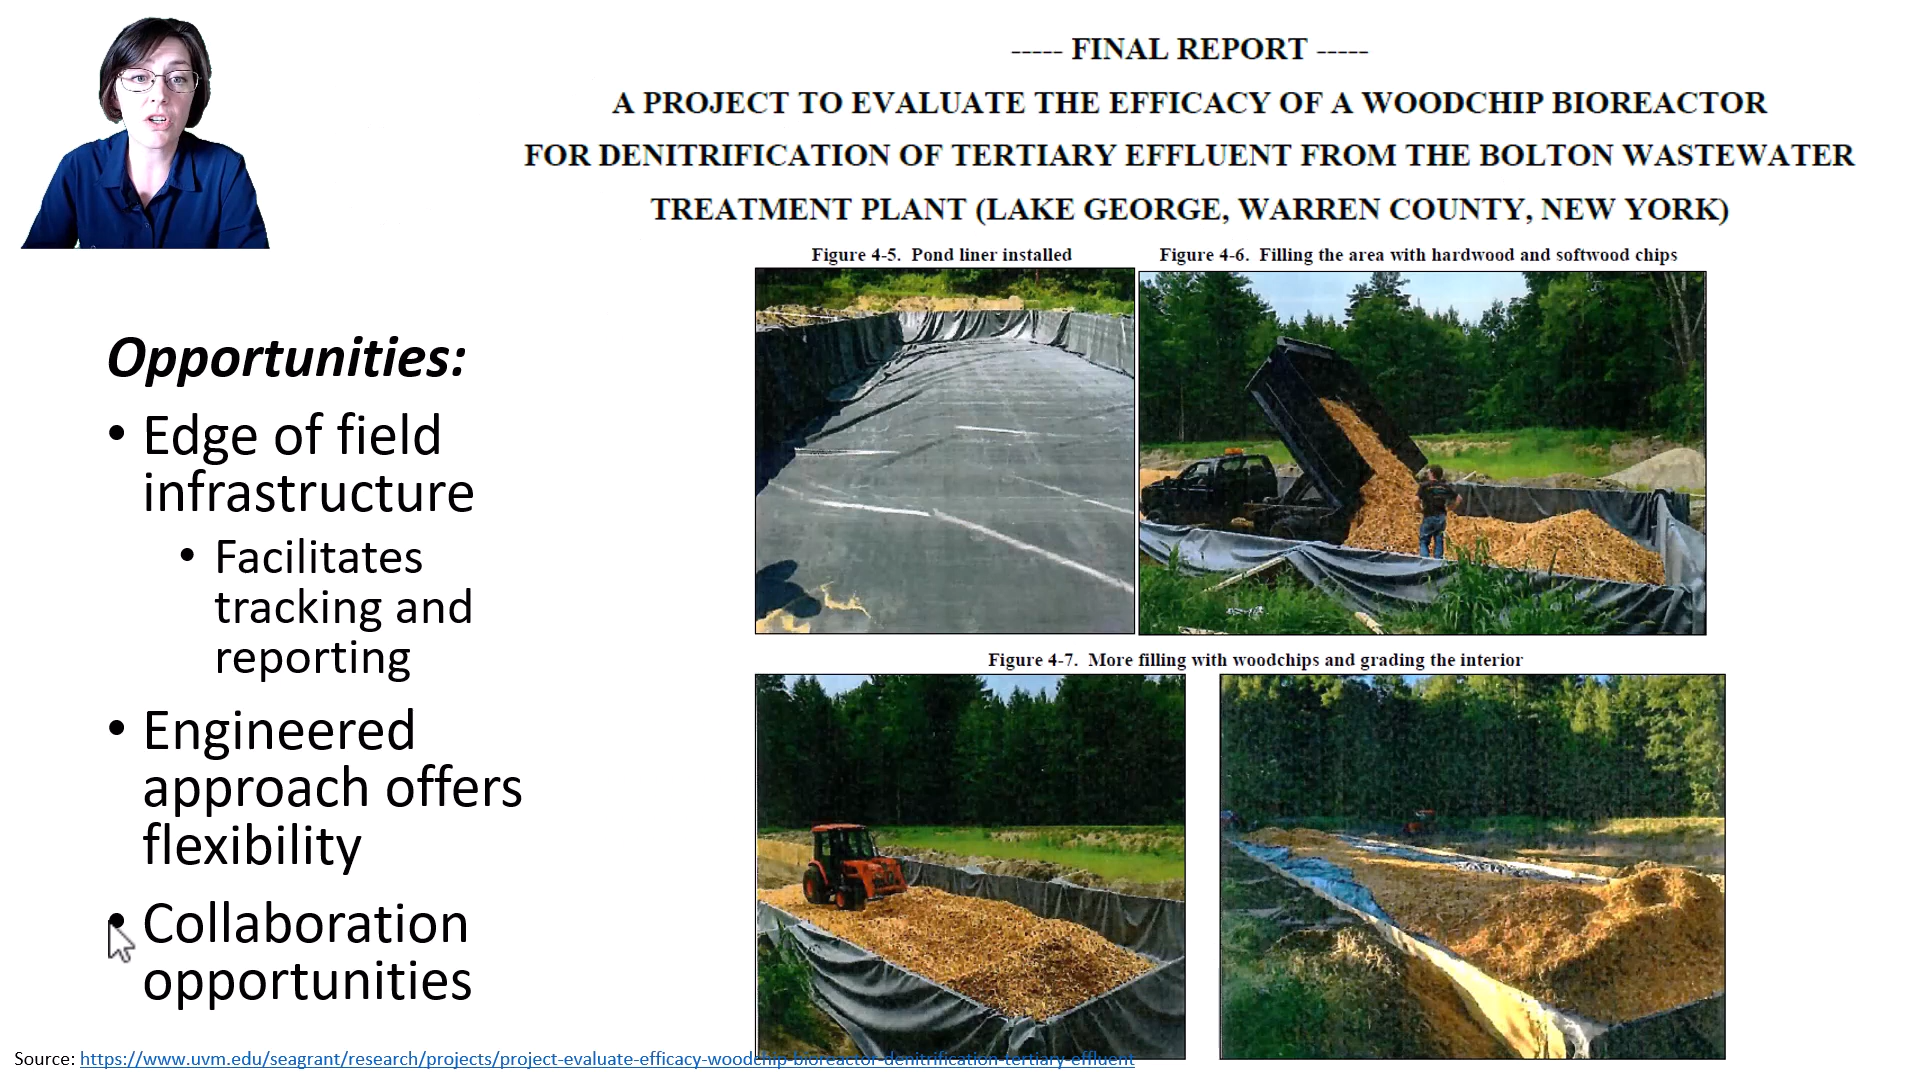 ----- FINAL REPORT -----
A PROJECT TO EVALUATE THE EFFICACY OF A WOODCHIP BIOREACTOR
FOR DENITRIFICATION OF TERTIARY EFFLUENT FROM THE BOLTON WASTEWATER
TREATMENT PLANT (LAKE GEORGE, WARREN COUNTY, NEW YORK)
Figure 4-5. Pond liner installed
Figure 4-6. Filling the area with hardwood and softwood chips
Opportunities:
• Edge of field
infrastructure
• Facilitates
tracking and
reporting
• Engineered
approach offers
flexibility
• Collaboration
opportunities
Figure 4-7. More filling with woodchips and grading the interior
Source: https://www.uvm.edu/seagrant/research/projects/project-evaluate-efficacy-woodchip-bioreactor-denitrification-tertiary-effluent